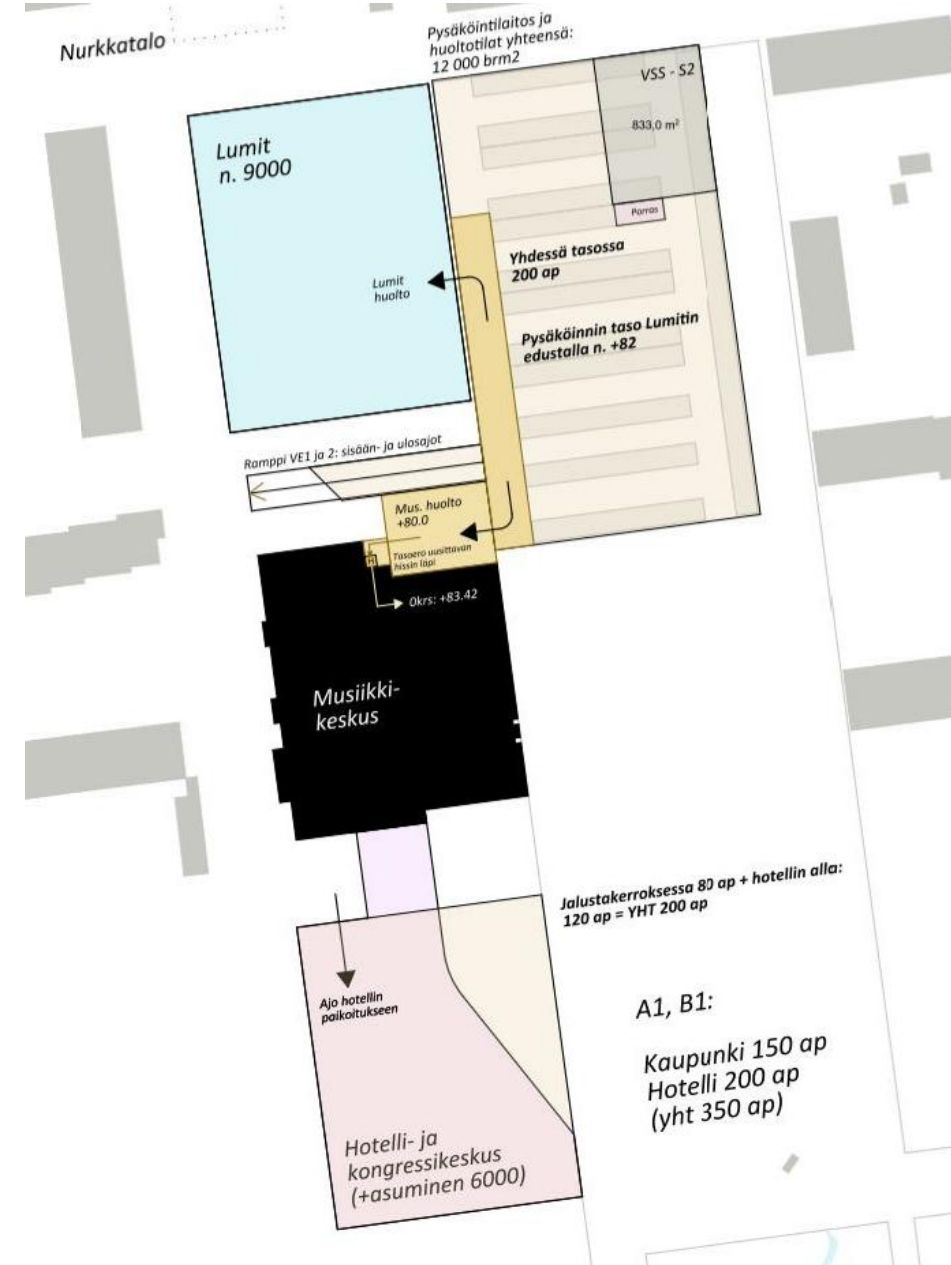 Nurkkatalo
Pysäköintilaitos ja
huoltotilat yhteensä:
12 000 brm2
VSS - S2
833,0 m²
Porras
Lumit
n. 9000
Lumit
huolto
Yhdessä tasossa
200 ap
Pysäköinnin taso Lumitin
edustalla n. +82
Ramppi VE1 ja 2: sisään- ja ulosajot
Mus. huolto
+80.0
Tasoero uusittavan
hissin läpi
H
0krs: +83.42
Musiikki-
keskus
Jalustakerroksessa 80 ap + hotellin alla:
120 ap = YHT 200 ap
Ajo hotellin
paikoitukseen
A1, B1:
Kaupunki 150 ap
Hotelli 200 ap
(yht 350 ap)
Hotelli- ja
kongressikeskus
(+asuminen 6000)